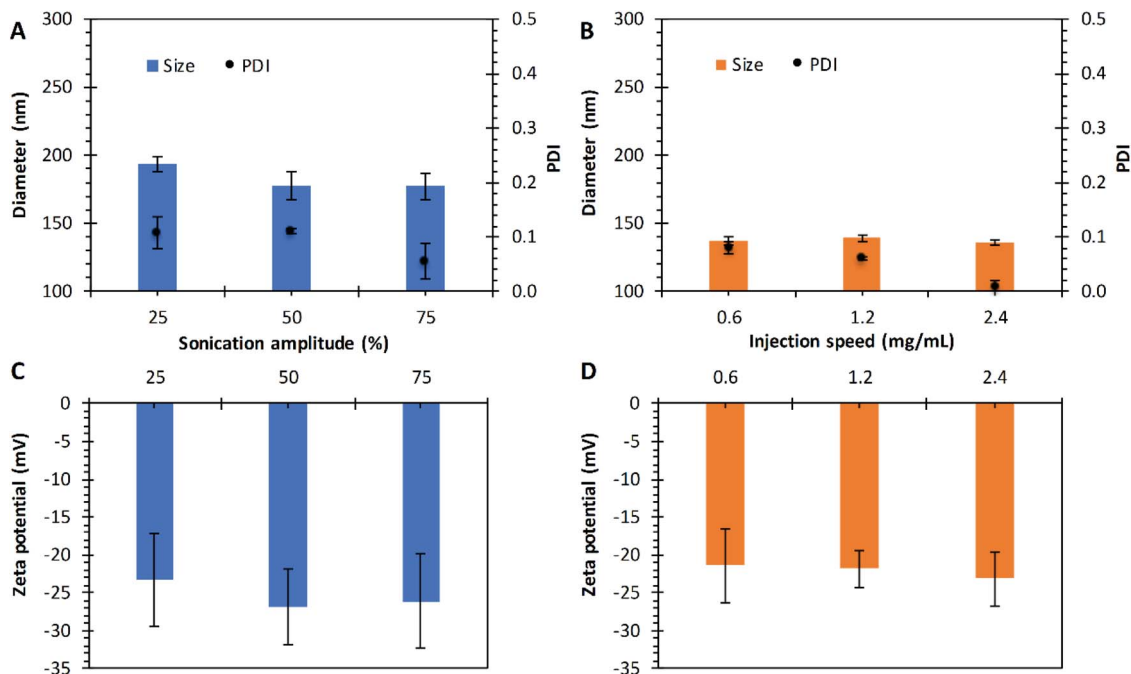 A
Size PDI
Diameter (nm)
300
250
200
150
100
PDI
0.5
0.4
0.3
0.2
0.1
0.0
25 50 75
Sonication amplitude (%)
B
Size PDI
Diameter (nm)
300
250
200
150
100
PDI
0.5
0.4
0.3
0.2
0.1
0.0
0.6 1.2 2.4
Injection speed (mg/mL)
C
25 50 75
Zeta potential (mV)
0
-5
-10
-15
-20
-25
-30
-35
D
0.6 1.2 2.4
Zeta potential (mV)
0
-5
-10
-15
-20
-25
-30
-35